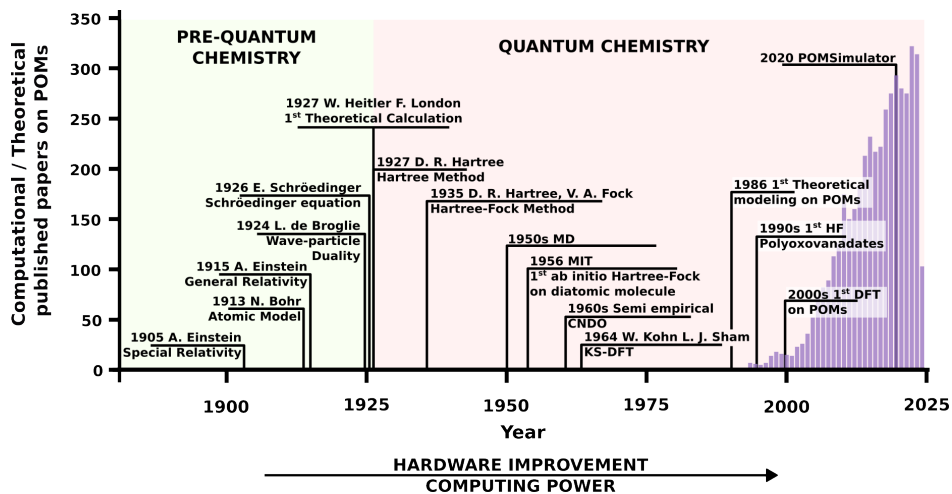 Computational / Theoretical
published papers on POMs
350
300
250
200
150
100
50
0
PRE-QUANTUM
CHEMISTRY
QUANTUM CHEMISTRY
2020 POMSimulator
1927 W. Heitler F. London
1st Theoretical Calculation
1927 D. R. Hartree
Hartree Method
1926 E. Schröedinger
Schröedinger equation
1935 D. R. Hartree, V. A. Fock
Hartree-Fock Method
1986 1st Theoretical
modeling on POMs
1924 L. de Broglie
Wave-particle
Duality
1950s MD
1990s 1st HF
Polyoxovanadates
1915 A. Einstein
General Relativity
1956 MIT
1st ab initio Hartree-Fock
on diatomic molecule
1913 N. Bohr
Atomic Model
1960s Semi empirical
CNDO
2000s 1st DFT
on POMs
1905 A. Einstein
Special Relativity
1964 W. Kohn L. J. Sham
KS-DFT
1900
1925
1950
1975
2000
2025
Year
HARDWARE IMPROVEMENT
COMPUTING POWER